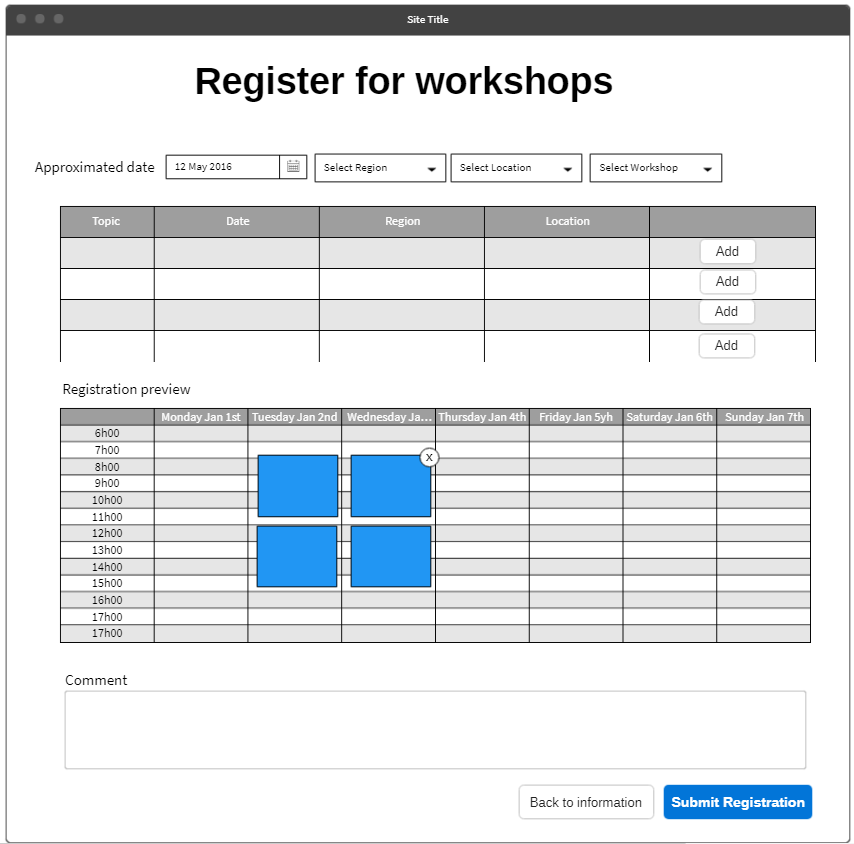 Site Title
Register for workshops
Approximated date 12 May 2016 Select Region Select Location Select Workshop
Topic Date Region Location
Add
Add
Add
Add
Registration preview
Monday Jan 1st Tuesday Jan 2nd Wednesday Ja... Thursday Jan 4th Friday Jan 5yh Saturday Jan 6th Sunday Jan 7th
6h00
7h00
X
8h00
9h00
10h00
11h00
12h00
13h00
14h00
15h00
16h00
17h00
17h00
Comment
Back to information Submit Registration